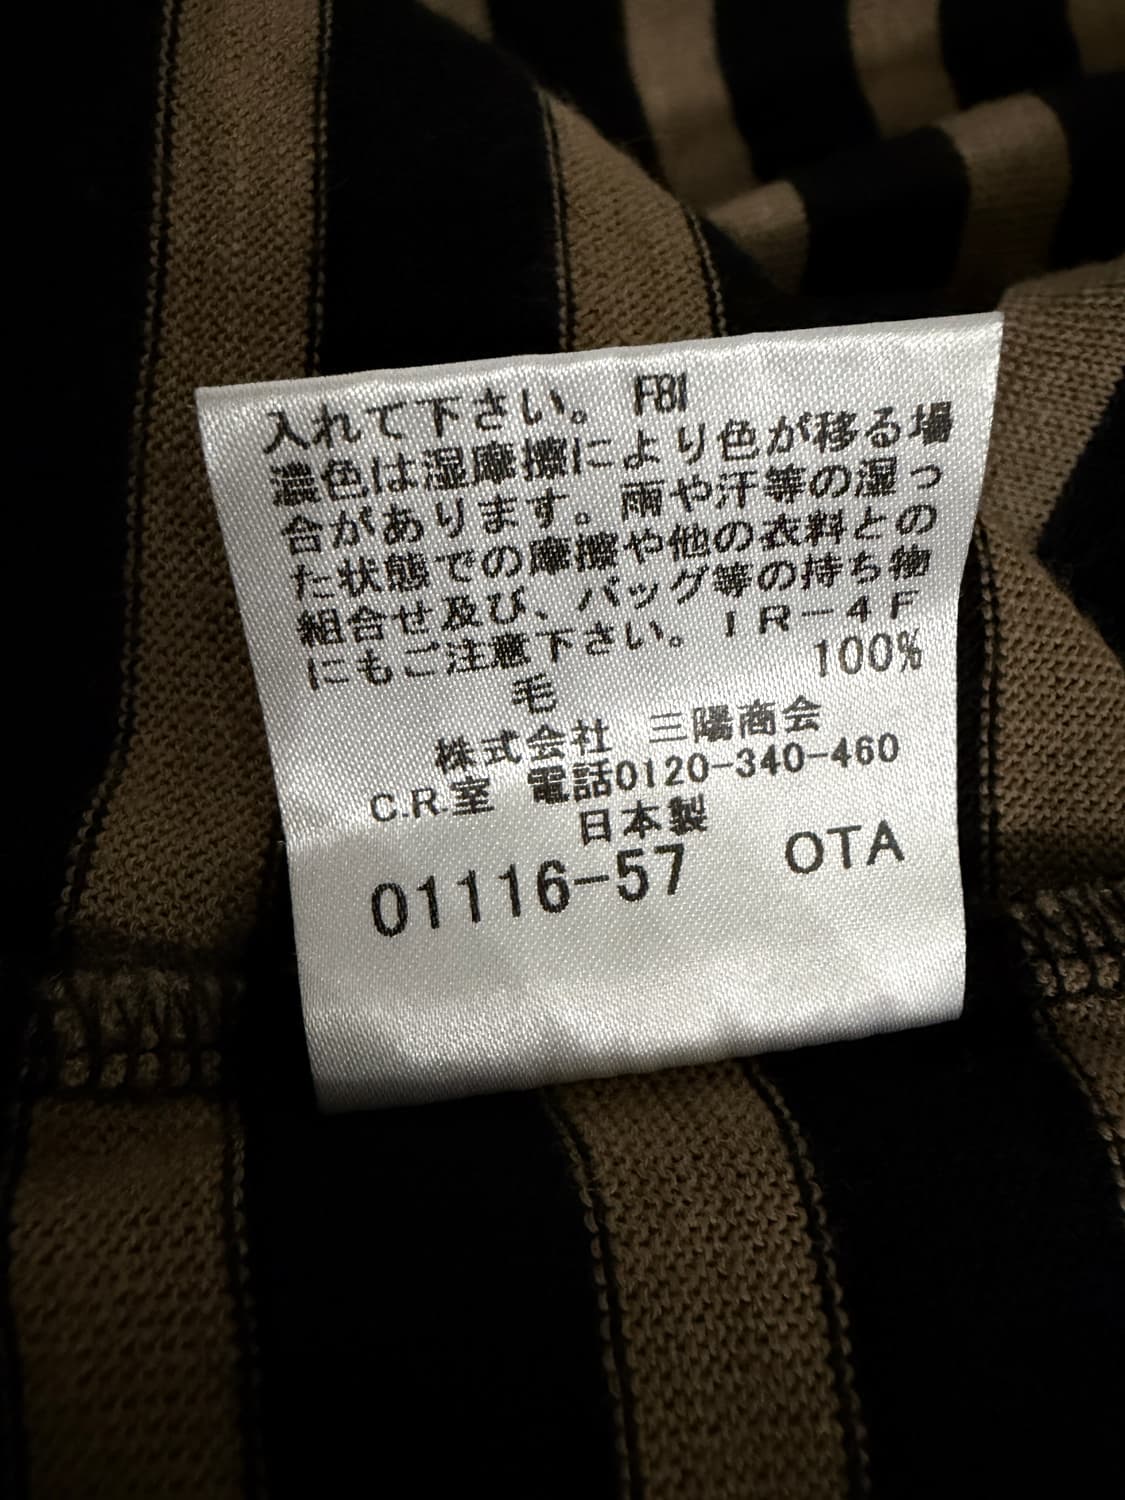 入れて下さい。 F81
濃色は湿摩擦により色が移る場
合があります。雨や汗等の湿っ
た状態での摩擦や他の衣料との
組合せ及び、バッグ等の持ち物
にもご注意下さい。 IR-4F
毛 100%
株式会社 三陽商会
C.R.室 電話0120-340-460
日本製
01116-57 OTA